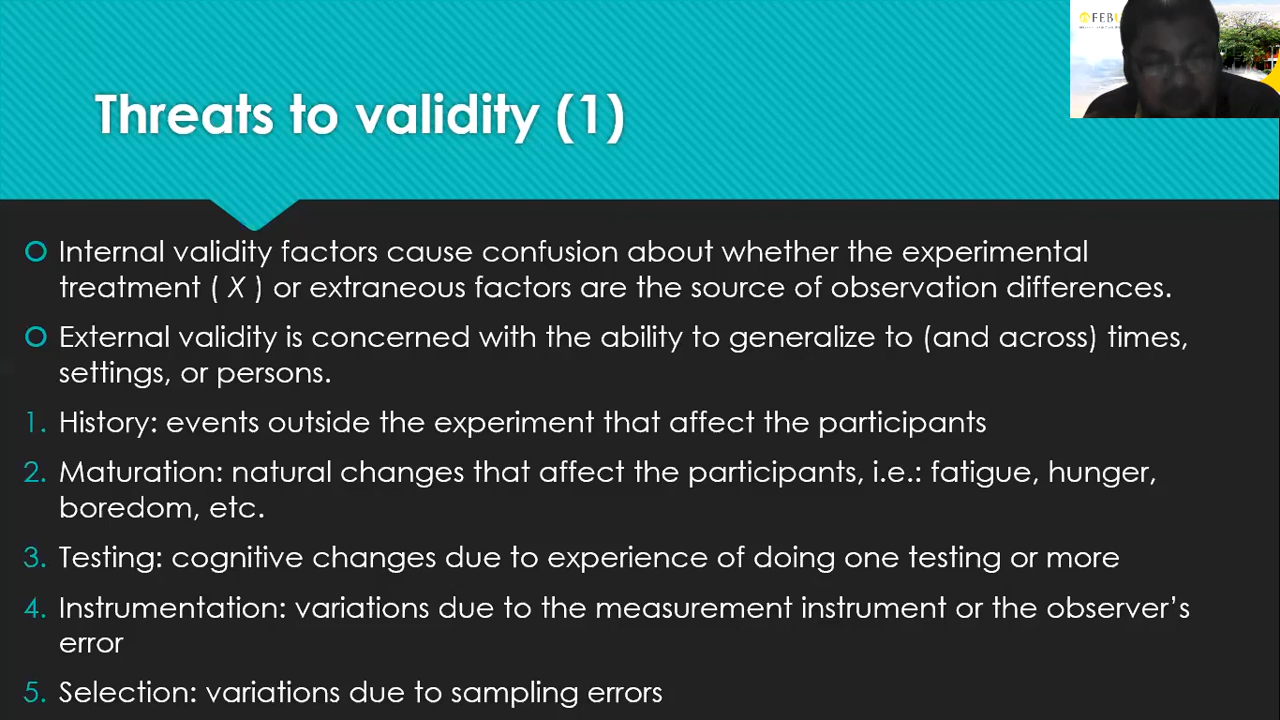 Threats to validity (1)
FEB
Internal validity factors cause confusion about whether the experimental
treatment ( X ) or extraneous factors are the source of observation differences.
External validity is concerned with the ability to generalize to (and across) times,
settings, or persons.
1. History: events outside the experiment that affect the participants
2. Maturation: natural changes that affect the participants, i.e.: fatigue, hunger,
boredom, etc.
3. Testing: cognitive changes due to experience of doing one testing or more
4. Instrumentation: variations due to the measurement instrument or the observer’s
error
5. Selection: variations due to sampling errors